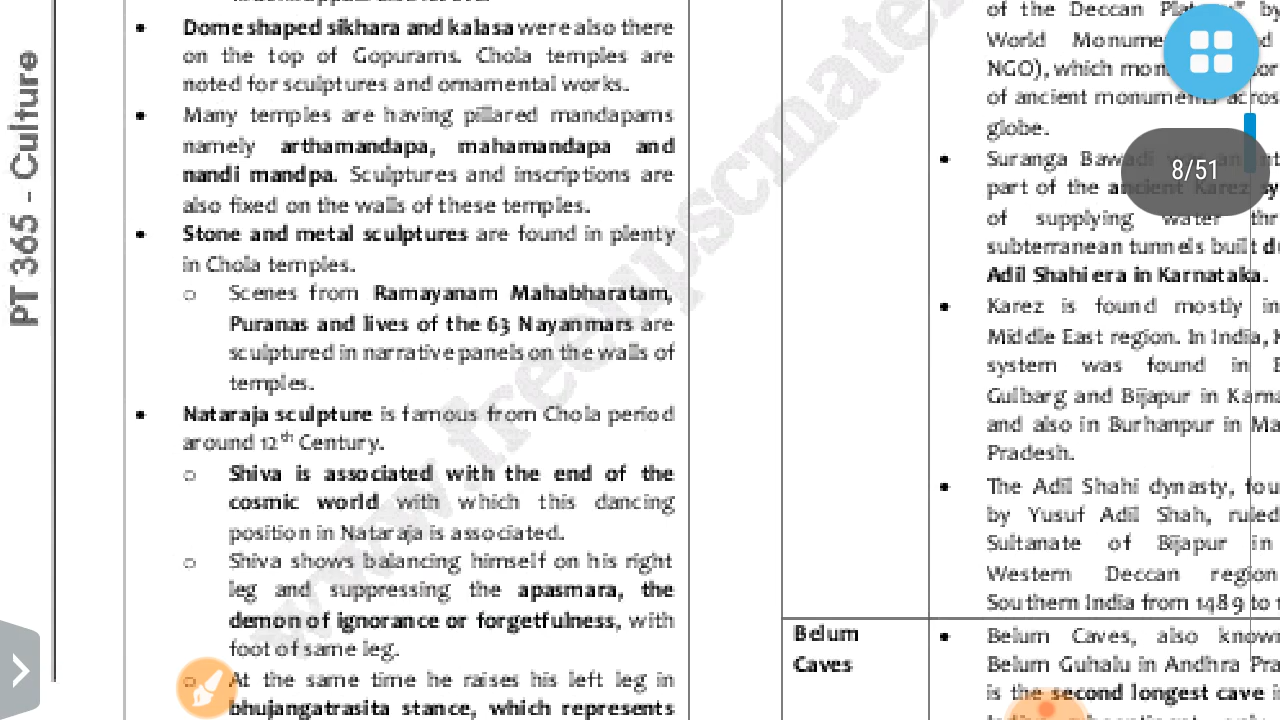 PT 365 - Culture
Dome shaped sikhara and kalasa were also there
on the top of Gopurams. Chola temples are
noted for sculptures and ornamental works.
• Many temples are having pillared mandapams
namely arthamandapa, mahamandapa and
nandi mandpa. Sculptures and inscriptions are
also fixed on the walls of these temples.
• Stone and metal sculptures are found in plenty
in Chola temples.
o Scenes from Ramayanam Mahabharatam,
Puranas and lives of the 63 Nayanmars are
sculptured in narrative panels on the walls of
temples.
• Nataraja sculpture is famous from Chola period
around 12th Century.
o Shiva is associated with the end of the
cosmic world with which this dancing
position in Nataraja is associated.
o Shiva shows balancing himself on his right
leg and suppressing the apasmara, the
demon of ignorance or forgetfulness, with
foot of same leg.
o At the same time he raises his left leg in
bhujangatrasita stance, which represents
of the Deccan
World
NGO), which
of ancient monuments
globe.
• Suranga
part of the ancient Karez
of supplying water
subterranean tunnels built
Adil Shahi era in Karnataka.
• Karez is found mostly in
Middle East region. In India,
system was found in
Gulbarg and Bijapur in
and also in Burhanpur in
Pradesh.
• The Adil Shahi dynasty,
by Yusuf Adil Shah, ruled
Sultanate of Bijapur in
Western Deccan region
Southern India from 1489 to
Belum
Caves
• Belum Caves, also
Belum Guhalu in Andhra
is the second longest cave
8/51
www.freeupscmate